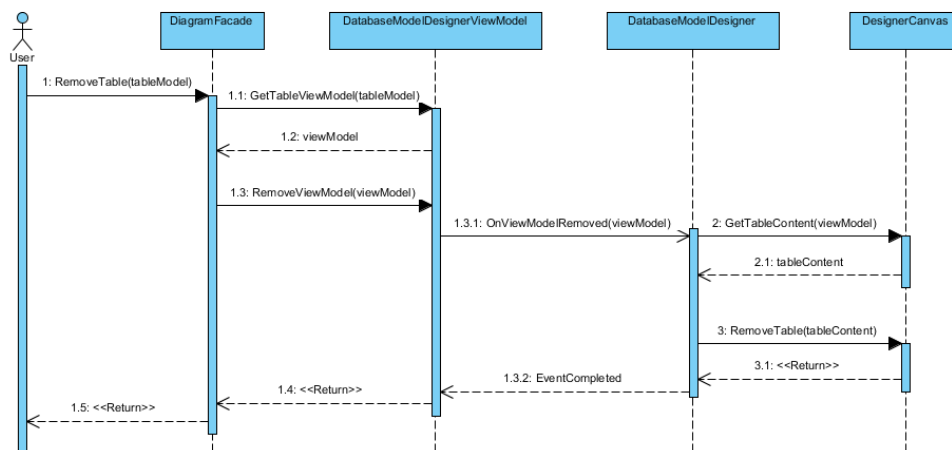 DiagramFacade
DatabaseModelDesignerViewModel
DatabaseModelDesigner
DesignerCanvas
User
1: RemoveTable(tableModel)
1.1: GetTableViewModel(tableModel)
1.2: viewModel
1.3: RemoveViewModel(viewModel)
1.3.1: OnViewModelRemoved(viewModel)
2: GetTableContent(viewModel)
2.1: tableContent
3: RemoveTable(tableContent)
3.1: <<Return>>
1.3.2: EventCompleted
1.4: <<Return>>
1.5: <<Return>>